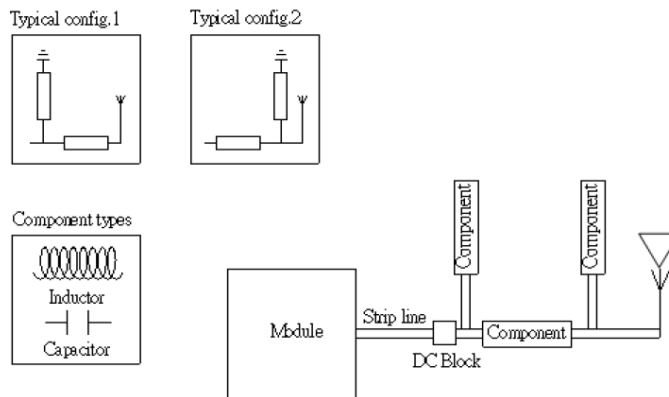 Typical config.1
Typical config.2
Component types
Inductor
Capacitor
Module
Strip line
DC Block
Component
Component
Component